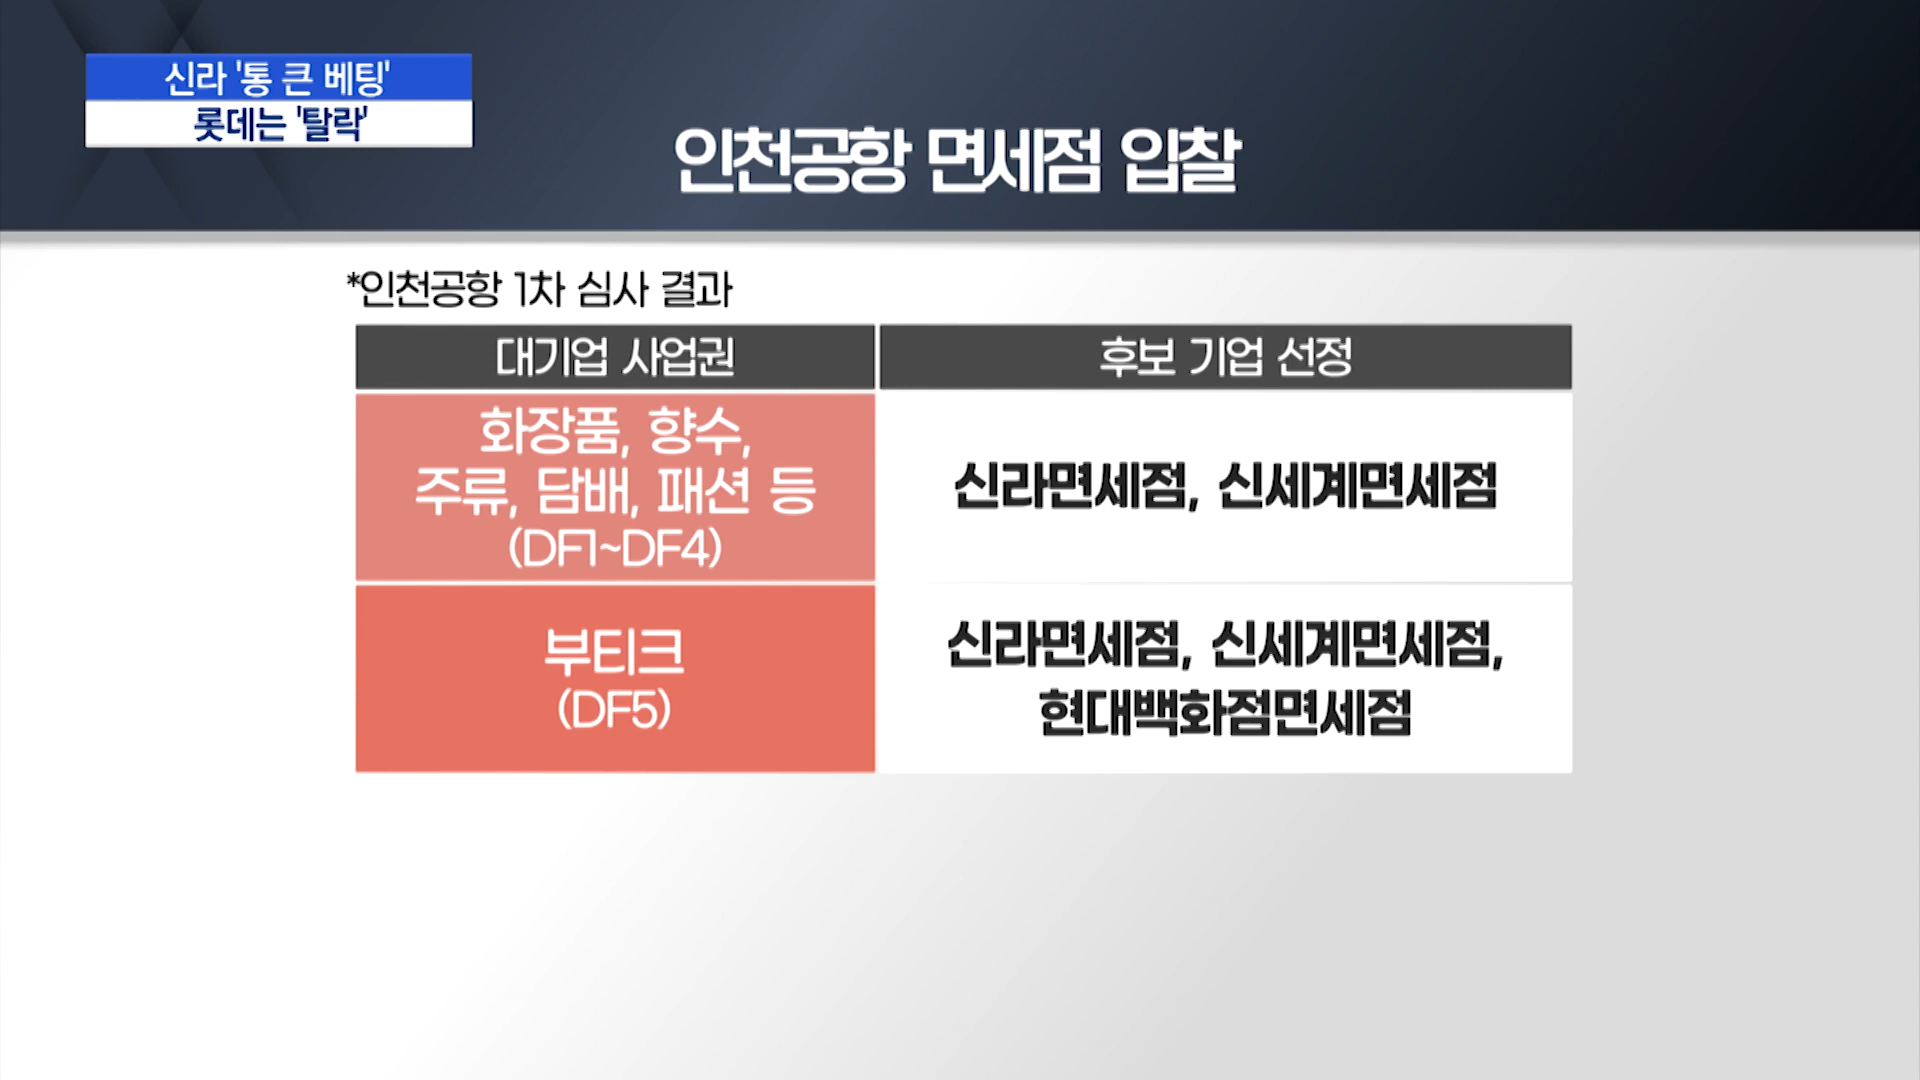 신라 '통 큰 베팅'
롯데는 '탈락'
인천공항 면세점 입찰
*인천공항 1차 심사 결과
대기업 사업권
후보 기업 선정
화장품, 향수,
주류, 담배, 패션 등
(DF1~DF4)
신라면세점, 신세계면세점
부티크
(DF5)
신라면세점, 신세계면세점,
현대백화점면세점